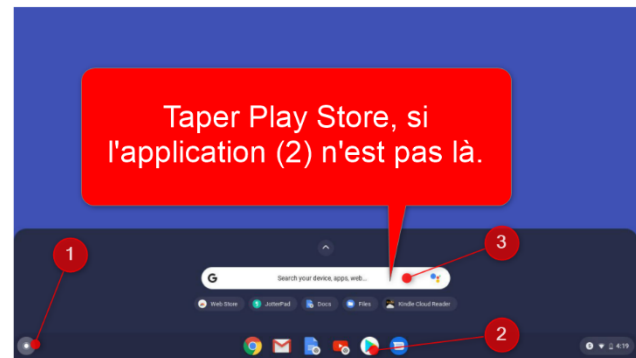 Taper Play Store, si
l'application (2) n'est pas là.
1
3
G Search your device, apps, web...
Web Store JotterPad Docs Files Kindle Cloud Reader
2
4:19